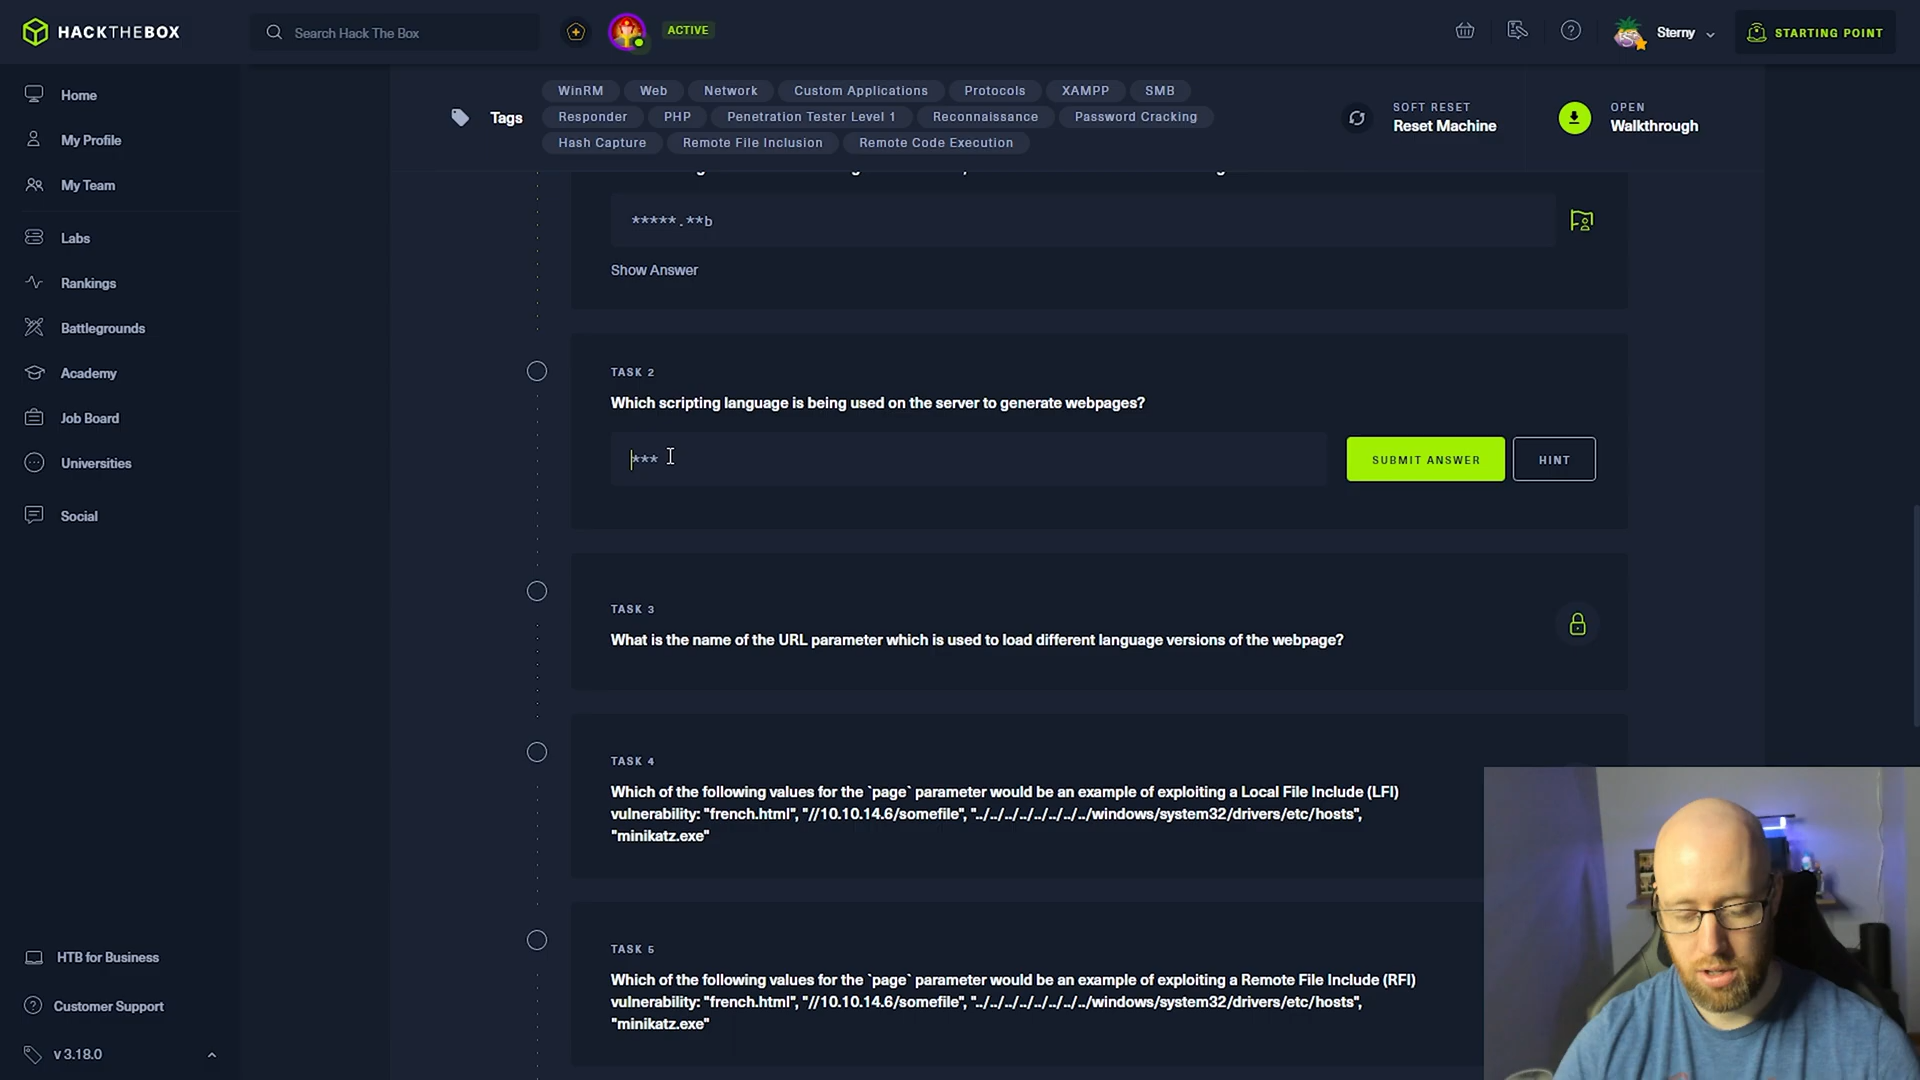 HACKTHEBOX
Search Hack The Box
ACTIVE
Sterny
STARTING POINT
Home
My Profile
My Team
Labs
Rankings
Battlegrounds
Academy
Job Board
Universities
Social
HTB for Business
Customer Support
v 3.18.0
Tags
WinRM Web Network Custom Applications Protocols XAMPP SMB
Responder PHP Penetration Tester Level 1 Reconnaissance Password Cracking
Hash Capture Remote File Inclusion Remote Code Execution
SOFT RESET
Reset Machine
OPEN
Walkthrough
*****.**b
Show Answer
TASK 2
Which scripting language is being used on the server to generate webpages?
***
SUBMIT ANSWER
HINT
TASK 3
What is the name of the URL parameter which is used to load different language versions of the webpage?
TASK 4
Which of the following values for the `page` parameter would be an example of exploiting a Local File Include (LFI)
vulnerability: "french.html", "//10.10.14.6/somefile", "../../../../../../../../windows/system32/drivers/etc/hosts",
"minikatz.exe"
TASK 5
Which of the following values for the `page` parameter would be an example of exploiting a Remote File Include (RFI)
vulnerability: "french.html", "//10.10.14.6/somefile", "../../../../../../../../windows/system32/drivers/etc/hosts",
"minikatz.exe"